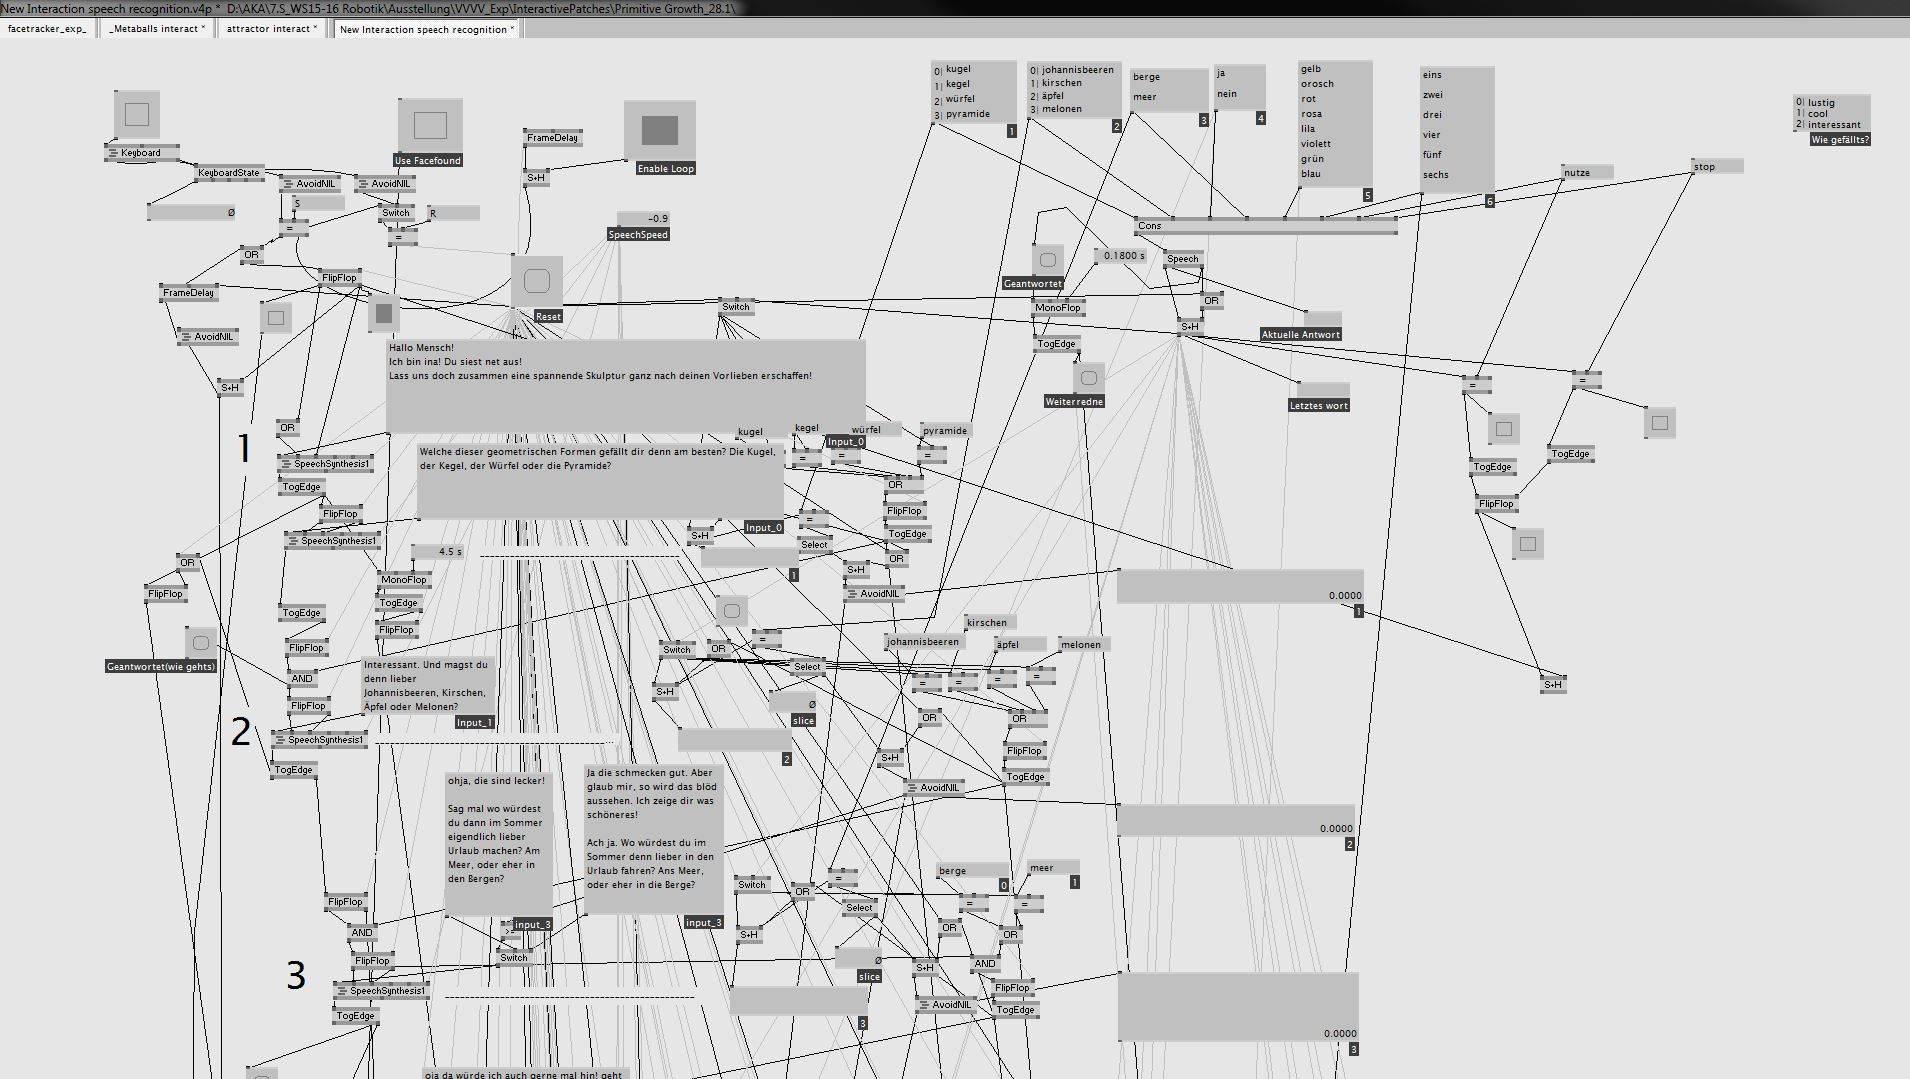 New Interaction speech recognition.v4p * D:\AKA\7.S_WS15-16 Robotik\Ausstellung\VVVV_Exp\InteractivePatches\Primitive Growth_28.1\
facetracker_exp_
_Metaballs interact *
attractor interact *
New Interaction speech recognition *
0| kugel
1| kegel
2| würfel
3| pyramide
1
0| johannisbeeren
1| kirschen
2| äpfel
3| melonen
2
berge
meer
3
ja
nein
4
gelb
orosch
rot
rosa
lila
violett
grün
blau
5
eins
zwei
drei
vier
fünf
sechs
6
0| lustig
1| cool
2| interessant
Wie gefällts?
nutze
stop
Keyboard
KeyboardState
AvoidNIL
AvoidNIL
Use Facefound
FrameDelay
S+H
Enable Loop
Ø
S
Switch
R
=
=
-0.9
SpeechSpeed
Cons
OR
FlipFlop
FrameDelay
AvoidNIL
S+H
Reset
Switch
Geantwortet
0.1800 s
Speech
MonoFlop
OR
S+H
TogEdge
Aktuelle Antwort
Weiterredne
Letztes wort
=
=
TogEdge
TogEdge
FlipFlop
Hallo Mensch!
Ich bin ina! Du siest net aus!
Lass uns doch zusammen eine spannende Skulptur ganz nach deinen Vorlieben erschaffen!
1
OR
SpeechSynthesis1
TogEdge
FlipFlop
SpeechSynthesis1
kugel
kegel
würfel
pyramide
Input_0
=
=
=
Welche dieser geometrischen Formen gefällt dir denn am besten? Die Kugel,
der Kegel, der Würfel oder die Pyramide?
Input_0
OR
FlipFlop
TogEdge
OR
=
S+H
Select
1
S+H
AvoidNIL
4.5 s
MonoFlop
TogEdge
FlipFlop
OR
FlipFlop
Geantwortet(wie gehts)
TogEdge
FlipFlop
AND
FlipFlop
0.0000
1
S+H
Interessant. Und magst du
denn lieber
Johannisbeeren, Kirschen,
Äpfel oder Melonen?
Input_1
2
SpeechSynthesis1
TogEdge
Switch
OR
=
Select
S+H
Ø
slice
2
johannisbeeren
kirschen
äpfel
melonen
=
=
=
=
OR
OR
FlipFlop
TogEdge
S+H
AvoidNIL
0.0000
2
ohja, die sind lecker!
Sag mal wo würdest
du dann im Sommer
eigendlich lieber
Urlaub machen? Am
Meer, oder eher in
den Bergen?
input_3
Ja die schmecken gut. Aber
glaub mir, so wird das blöd
aussehen. Ich zeige dir was
schöneres!
Ach ja. Wo würdest du im
Sommer denn lieber in den
Urlaub fahren? Ans Meer,
oder eher in die Berge?
input_3
Switch
FlipFlop
AND
FlipFlop
3
SpeechSynthesis1
TogEdge
Switch
OR
=
Select
S+H
Ø
slice
3
berge
0
meer
1
=
=
OR
OR
S+H
AND
FlipFlop
AvoidNIL
TogEdge
0.0000
3
oja da würde ich auch gerne mal hin! geht